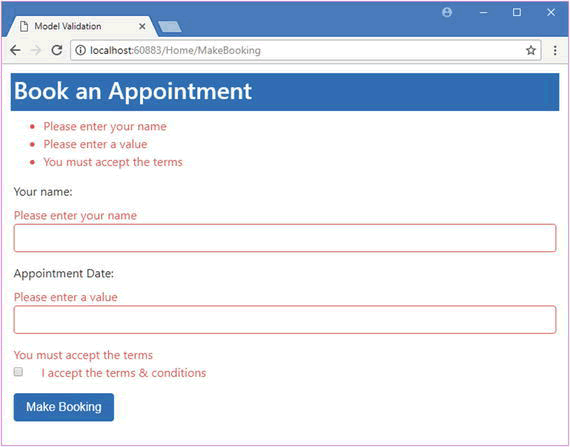 Model Validation
localhost:60883/Home/MakeBooking
Book an Appointment
Please enter your name
Please enter a value
You must accept the terms
Your name:
Please enter your name
Appointment Date:
Please enter a value
You must accept the terms
I accept the terms & conditions
Make Booking